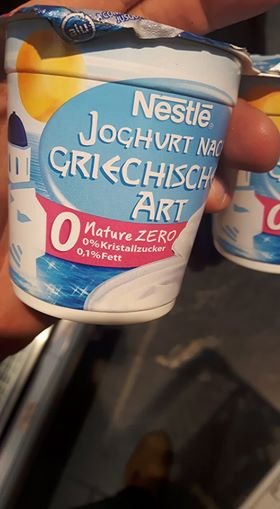 Nestlé
JOGHURT NAC
GRIECHISCH
ART
0 Nature ZERO
0% Kristallzucker
0,1% Fett